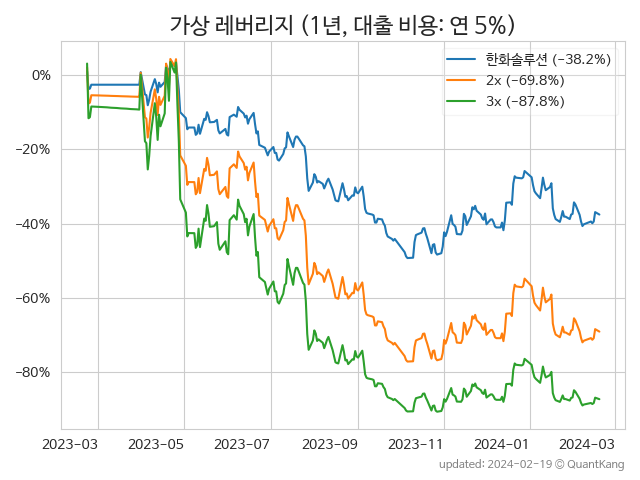 가상 레버리지 (1년, 대출 비용: 연 5%)
한화솔루션 (−38.2%)
2x (−69.8%)
3x (−87.8%)
0%
−20%
−40%
−60%
−80%
2023-03 2023-05 2023-07 2023-09 2023-11 2024-01 2024-03
updated: 2024-02-19 © QuantKang